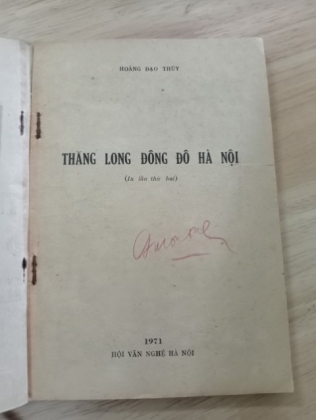 HOÀNG ĐẠO THÚY
THĂNG LONG ĐÔNG ĐÔ HÀ NỘI
(In lần thứ hai)
1971
HỘI VĂN NGHỆ HÀ NỘI